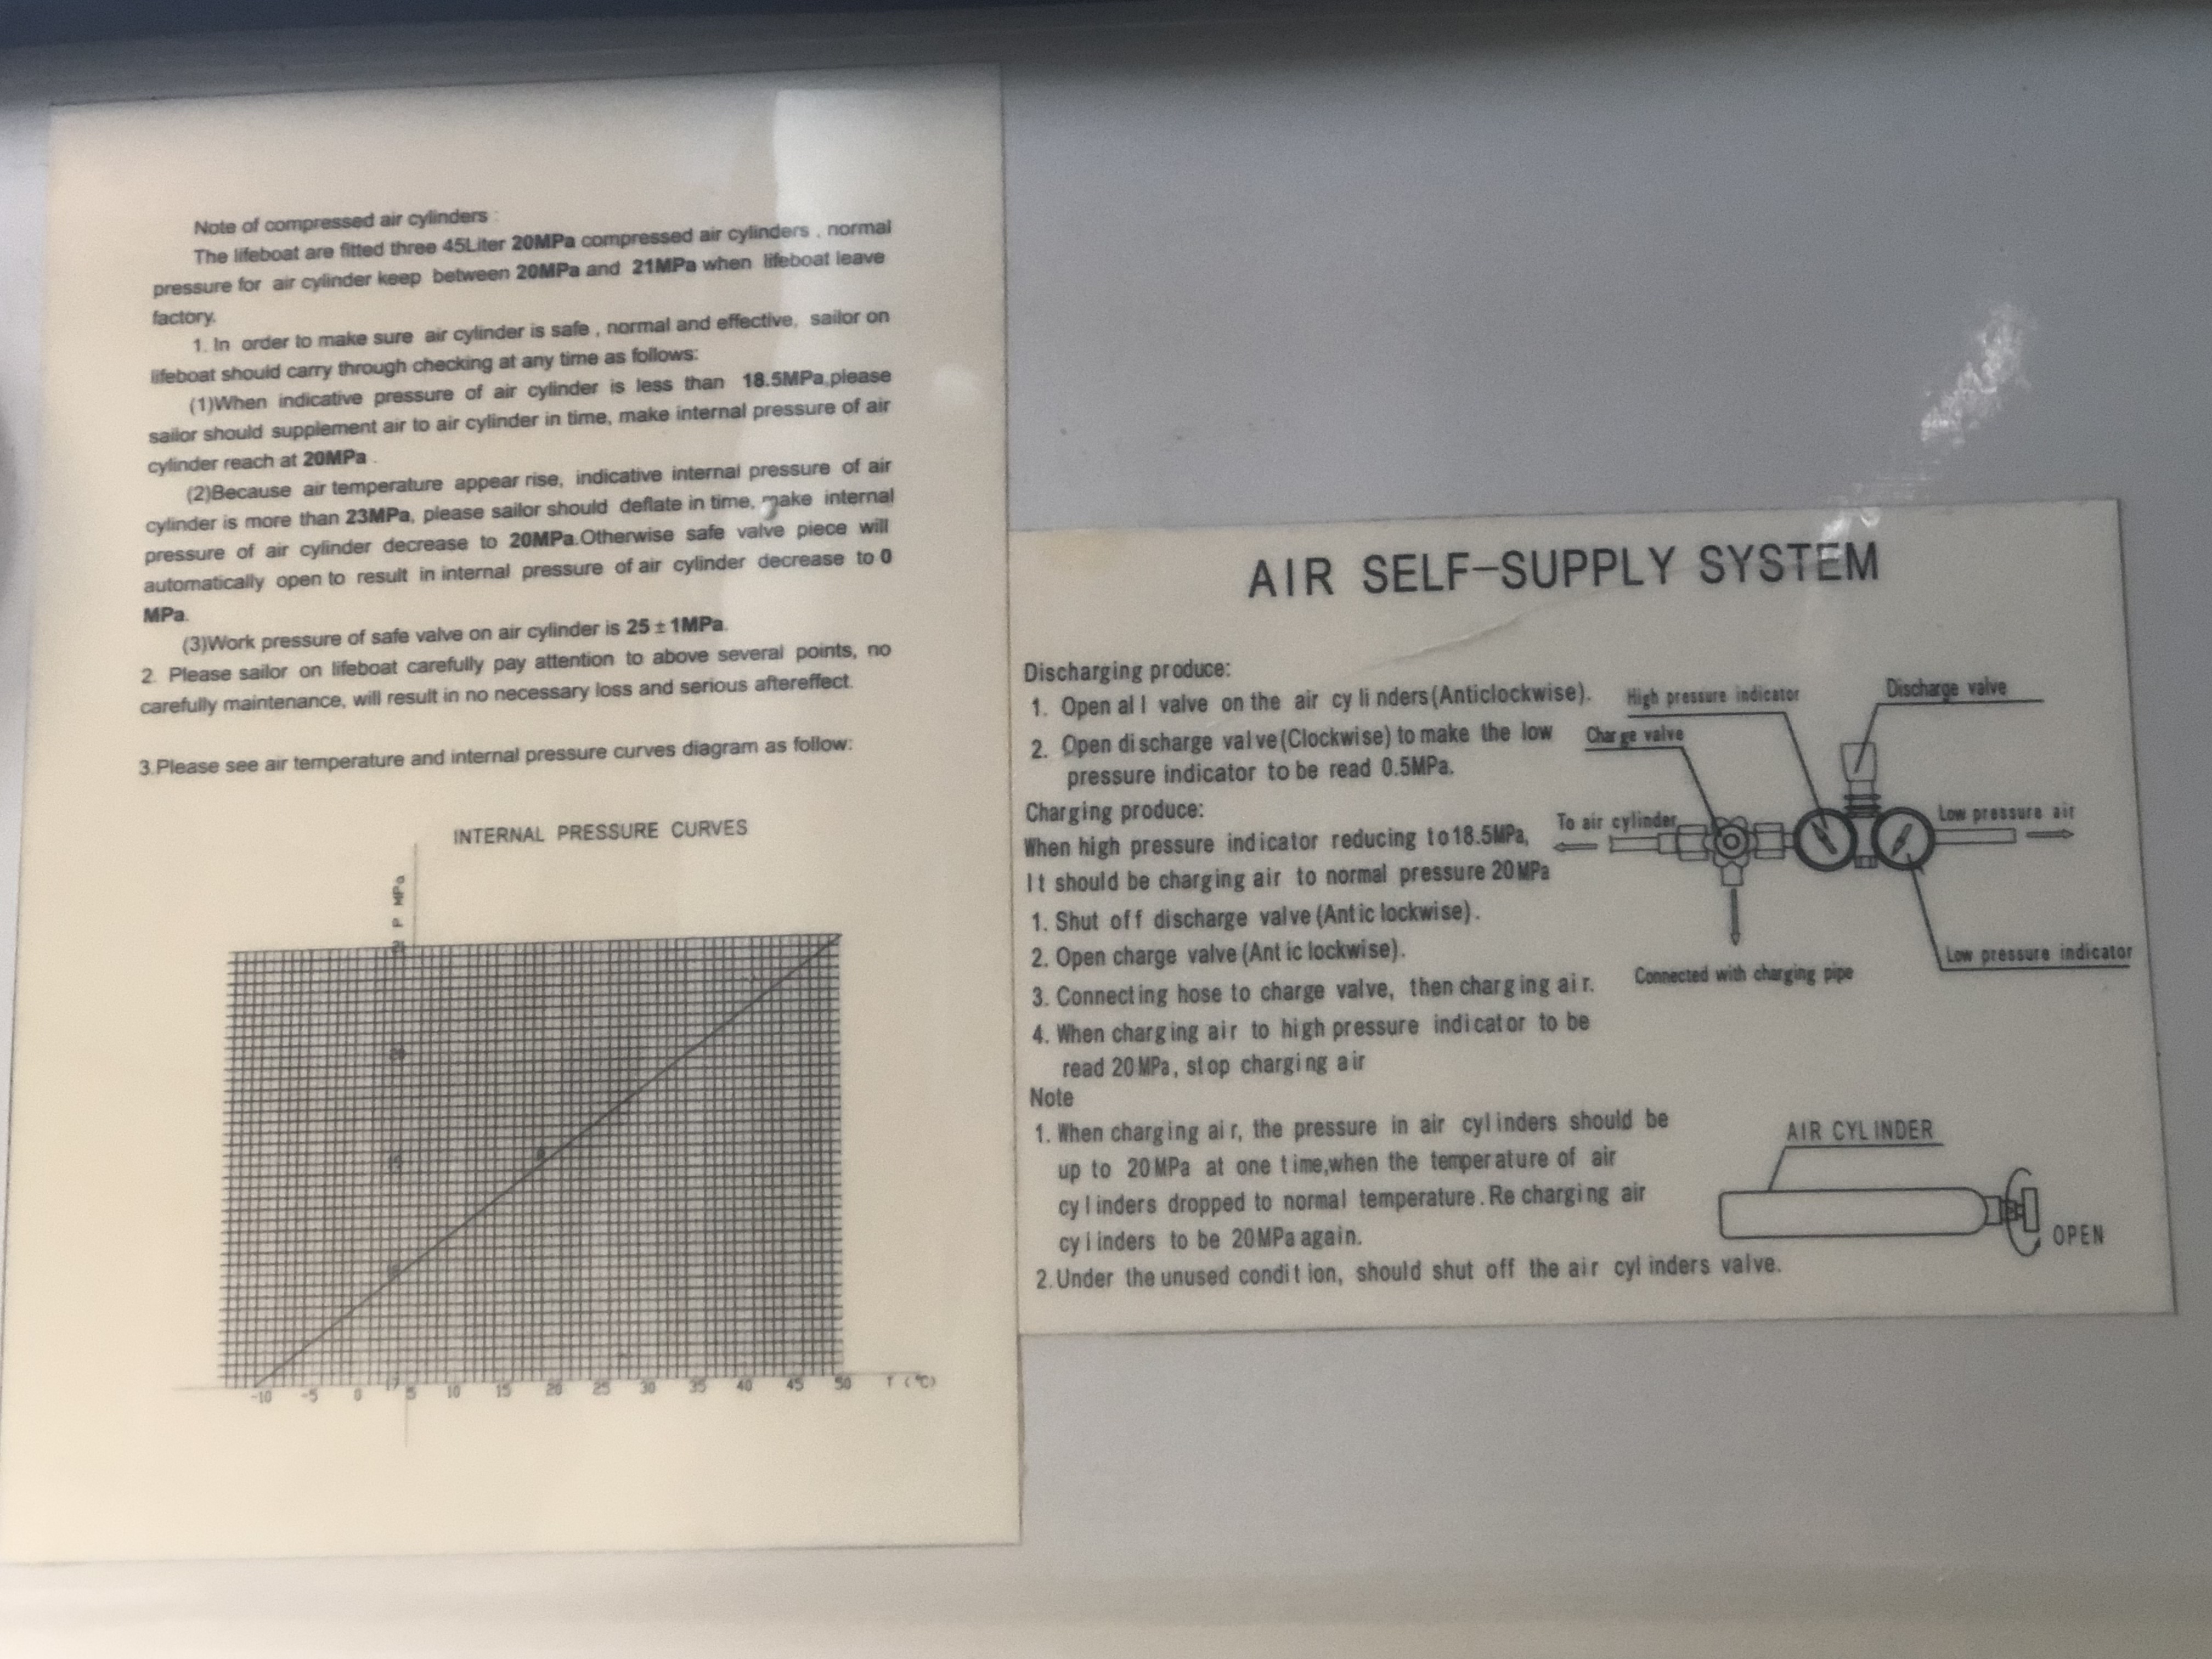 Note of compressed air cylinders :
The lifeboat are fitted three 45Liter 20MPa compressed air cylinders , normal
pressure for air cylinder keep between 20MPa and 21MPa when lifeboat leave
factory.
1. In order to make sure air cylinder is safe , normal and effective, sailor on
lifeboat should carry through checking at any time as follows:
(1)When indicative pressure of air cylinder is less than 18.5MPa,please
sailor should supplement air to air cylinder in time, make internal pressure of air
cylinder reach at 20MPa .
(2)Because air temperature appear rise, indicative internal pressure of air
cylinder is more than 23MPa, please sailor should deflate in time, make internal
pressure of air cylinder decrease to 20MPa.Otherwise safe valve piece will
automatically open to result in internal pressure of air cylinder decrease to 0
MPa.
(3)Work pressure of safe valve on air cylinder is 25 ± 1MPa.
2. Please sailor on lifeboat carefully pay attention to above several points, no
carefully maintenance, will result in no necessary loss and serious aftereffect.
3.Please see air temperature and internal pressure curves diagram as follow:
INTERNAL PRESSURE CURVES
P MPa
21
20
19
18
17
-10 -5 0 5 10 15 20 25 30 35 40 45 50 T (℃)
AIR SELF-SUPPLY SYSTEM
Discharging produce:
1. Open all valve on the air cylinders(Anticlockwise).
2. Open discharge valve(Clockwise) to make the low
pressure indicator to be read 0.5MPa.
Charging produce:
When high pressure indicator reducing to 18.5MPa,
It should be charging air to normal pressure 20MPa
1. Shut off discharge valve(Anticlockwise).
2. Open charge valve(Anticlockwise).
3. Connecting hose to charge valve, then charging air.
4. When charging air to high pressure indicator to be
read 20MPa, stop charging air
Note
1. When charging air, the pressure in air cylinders should be
up to 20MPa at one time,when the temperature of air
cylinders dropped to normal temperature.Recharging air
cylinders to be 20MPa again.
2.Under the unused condition, should shut off the air cylinders valve.
High pressure indicator
Discharge valve
Charge valve
To air cylinder
Low pressure air
Low pressure indicator
Connected with charging pipe
AIR CYLINDER
OPEN